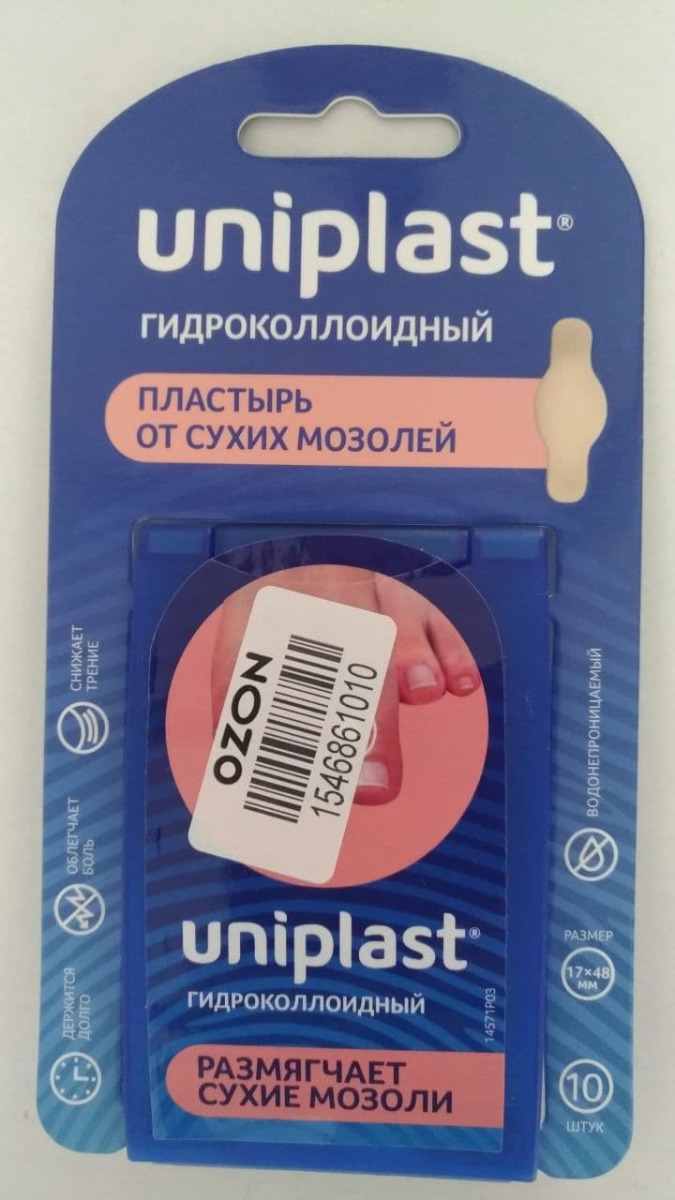 uniplast®
ГИДРОКОЛЛОИДНЫЙ
ПЛАСТЫРЬ
ОТ СУХИХ МОЗОЛЕЙ
СНИЖАЕТ
ТРЕНИЕ
ОБЛЕГЧАЕТ
БОЛЬ
ДЕРЖИТСЯ
ДОЛГО
OZON
1546861010
uniplast®
ГИДРОКОЛЛОИДНЫЙ
14571P03
РАЗМЯГЧАЕТ
СУХИЕ МОЗОЛИ
ВОДОНЕПРОНИЦАЕМЫЙ
РАЗМЕР
17×48
ММ
10
ШТУК